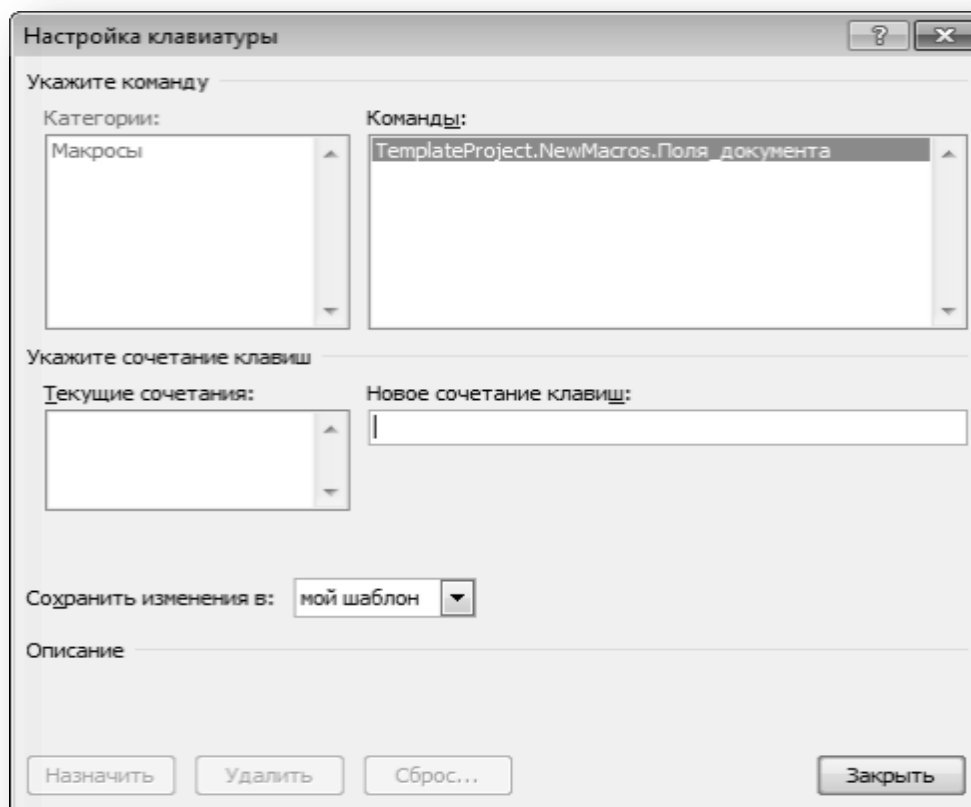 Настройка клавиатуры
Укажите команду
Категории: Команды:
Макросы TemplateProject.NewMacros.Поля_документа
Укажите сочетание клавиш
Текущие сочетания: Новое сочетание клавиш:
Сохранить изменения в: мой шаблон
Описание
Назначить Удалить Сброс... Закрыть